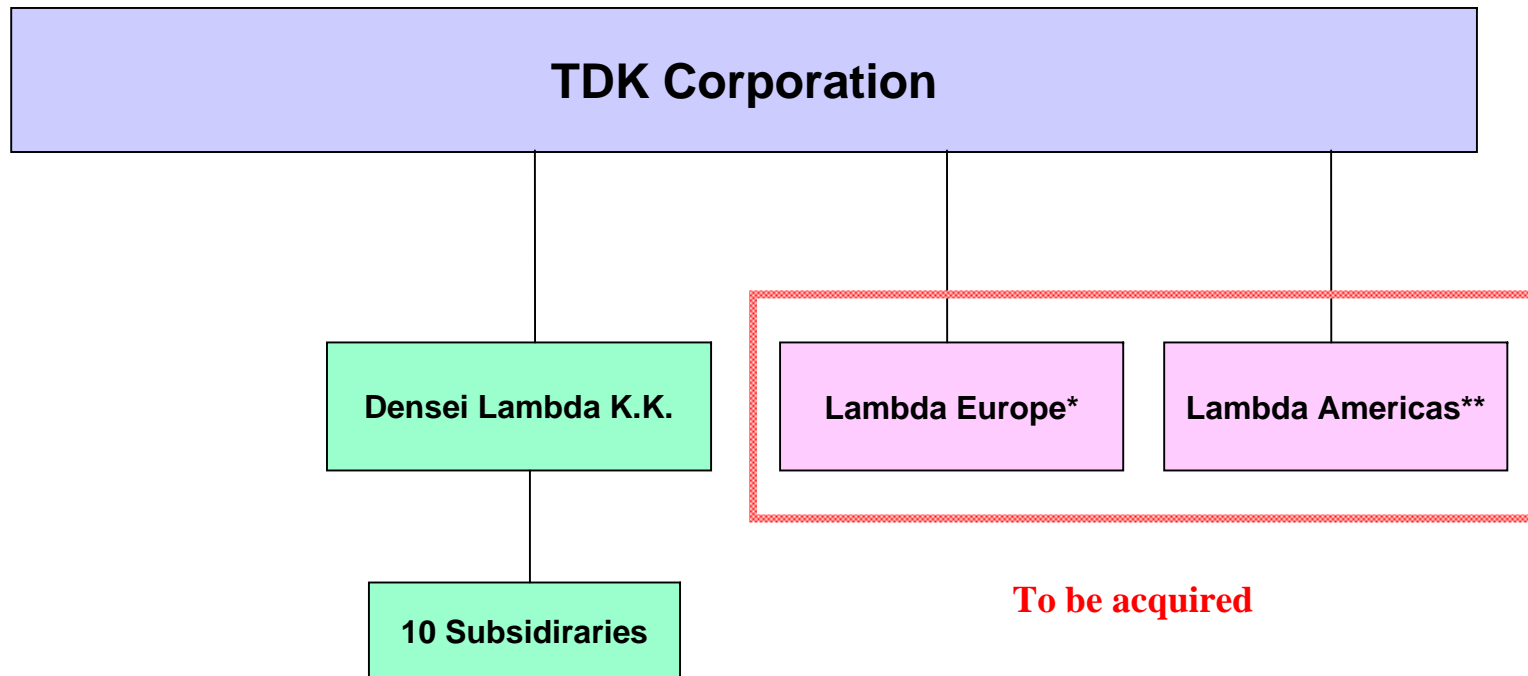 TDK Corporation
Densei Lambda K.K.
Lambda Europe*
Lambda Americas**
To be acquired
10 Subsidiraries